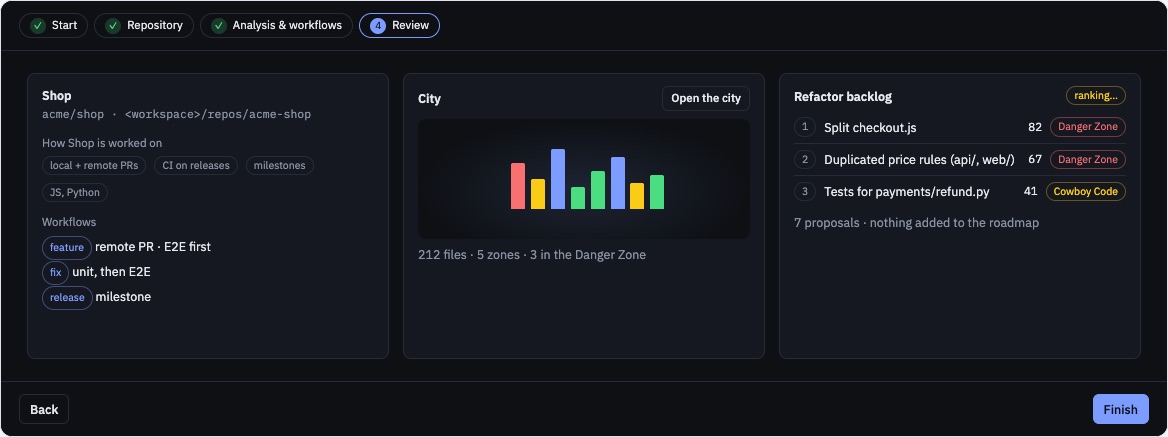 Start
Repository
Analysis & workflows
4 Review
Shop
acme/shop · <workspace>/repos/acme-shop
How Shop is worked on
local + remote PRs
CI on releases
milestones
JS, Python
Workflows
feature remote PR · E2E first
fix unit, then E2E
release milestone
City
Open the city
212 files · 5 zones · 3 in the Danger Zone
Refactor backlog
ranking...
1 Split checkout.js 82 Danger Zone
2 Duplicated price rules (api/, web/) 67 Danger Zone
3 Tests for payments/refund.py 41 Cowboy Code
7 proposals · nothing added to the roadmap
Back
Finish